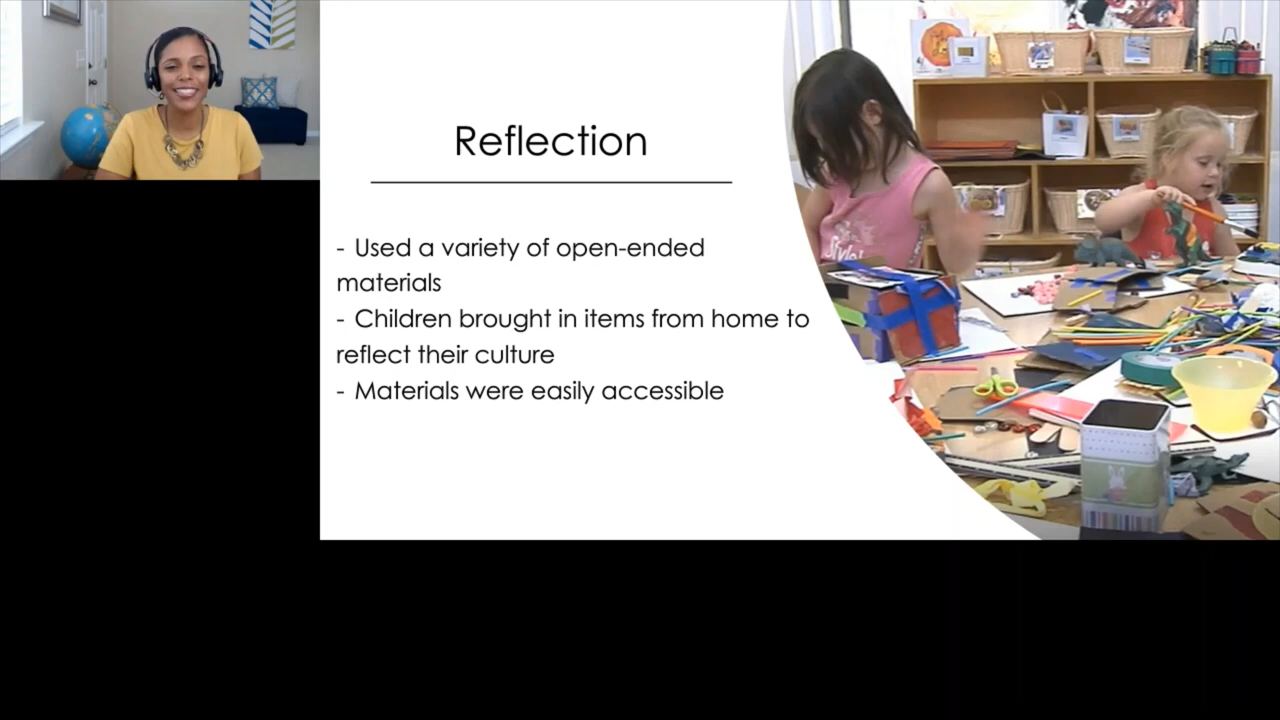 Reflection
- Used a variety of open-ended
materials
- Children brought in items from home to
reflect their culture
- Materials were easily accessible